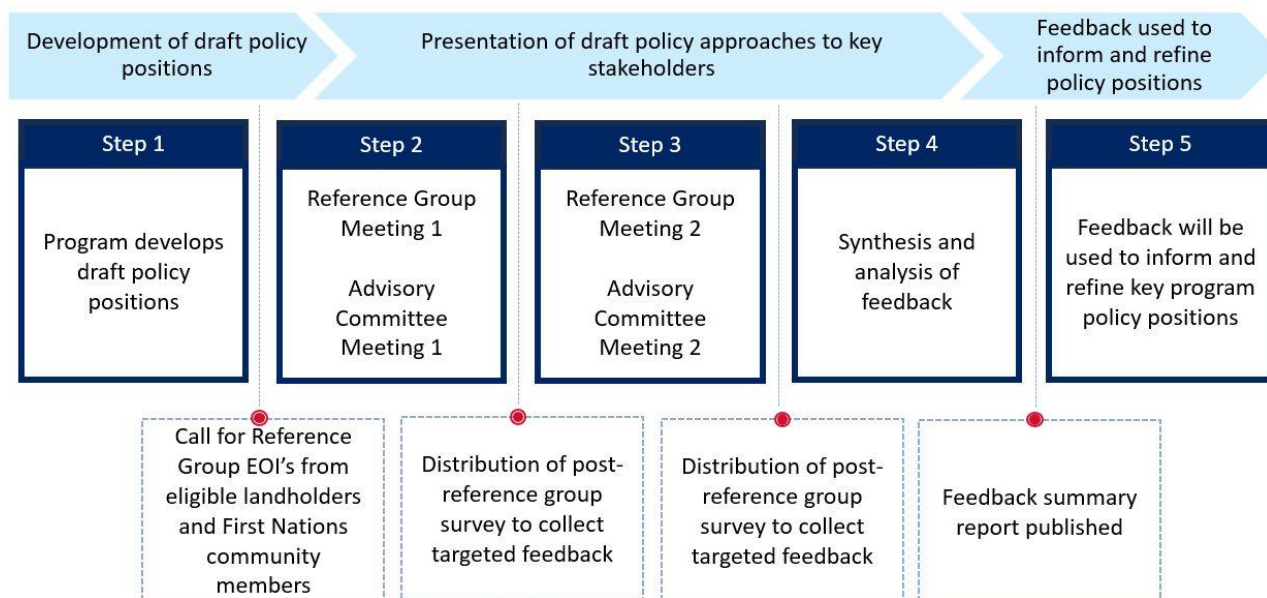 Development of draft policy
positions
Presentation of draft policy approaches to key
stakeholders
Feedback used to
inform and refine
policy positions
Step 1
Program develops
draft policy
positions
Step 2
Reference Group
Meeting 1
Advisory
Committee
Meeting 1
Step 3
Reference Group
Meeting 2
Advisory
Committee
Meeting 2
Step 4
Synthesis and
analysis of
feedback
Step 5
Feedback will be
used to inform and
refine key program
policy positions
Call for Reference
Group EOI's from
eligible landholders
and First Nations
community
members
Distribution of post-
reference group
survey to collect
targeted feedback
Distribution of post-
reference group
survey to collect
targeted feedback
Feedback summary
report published